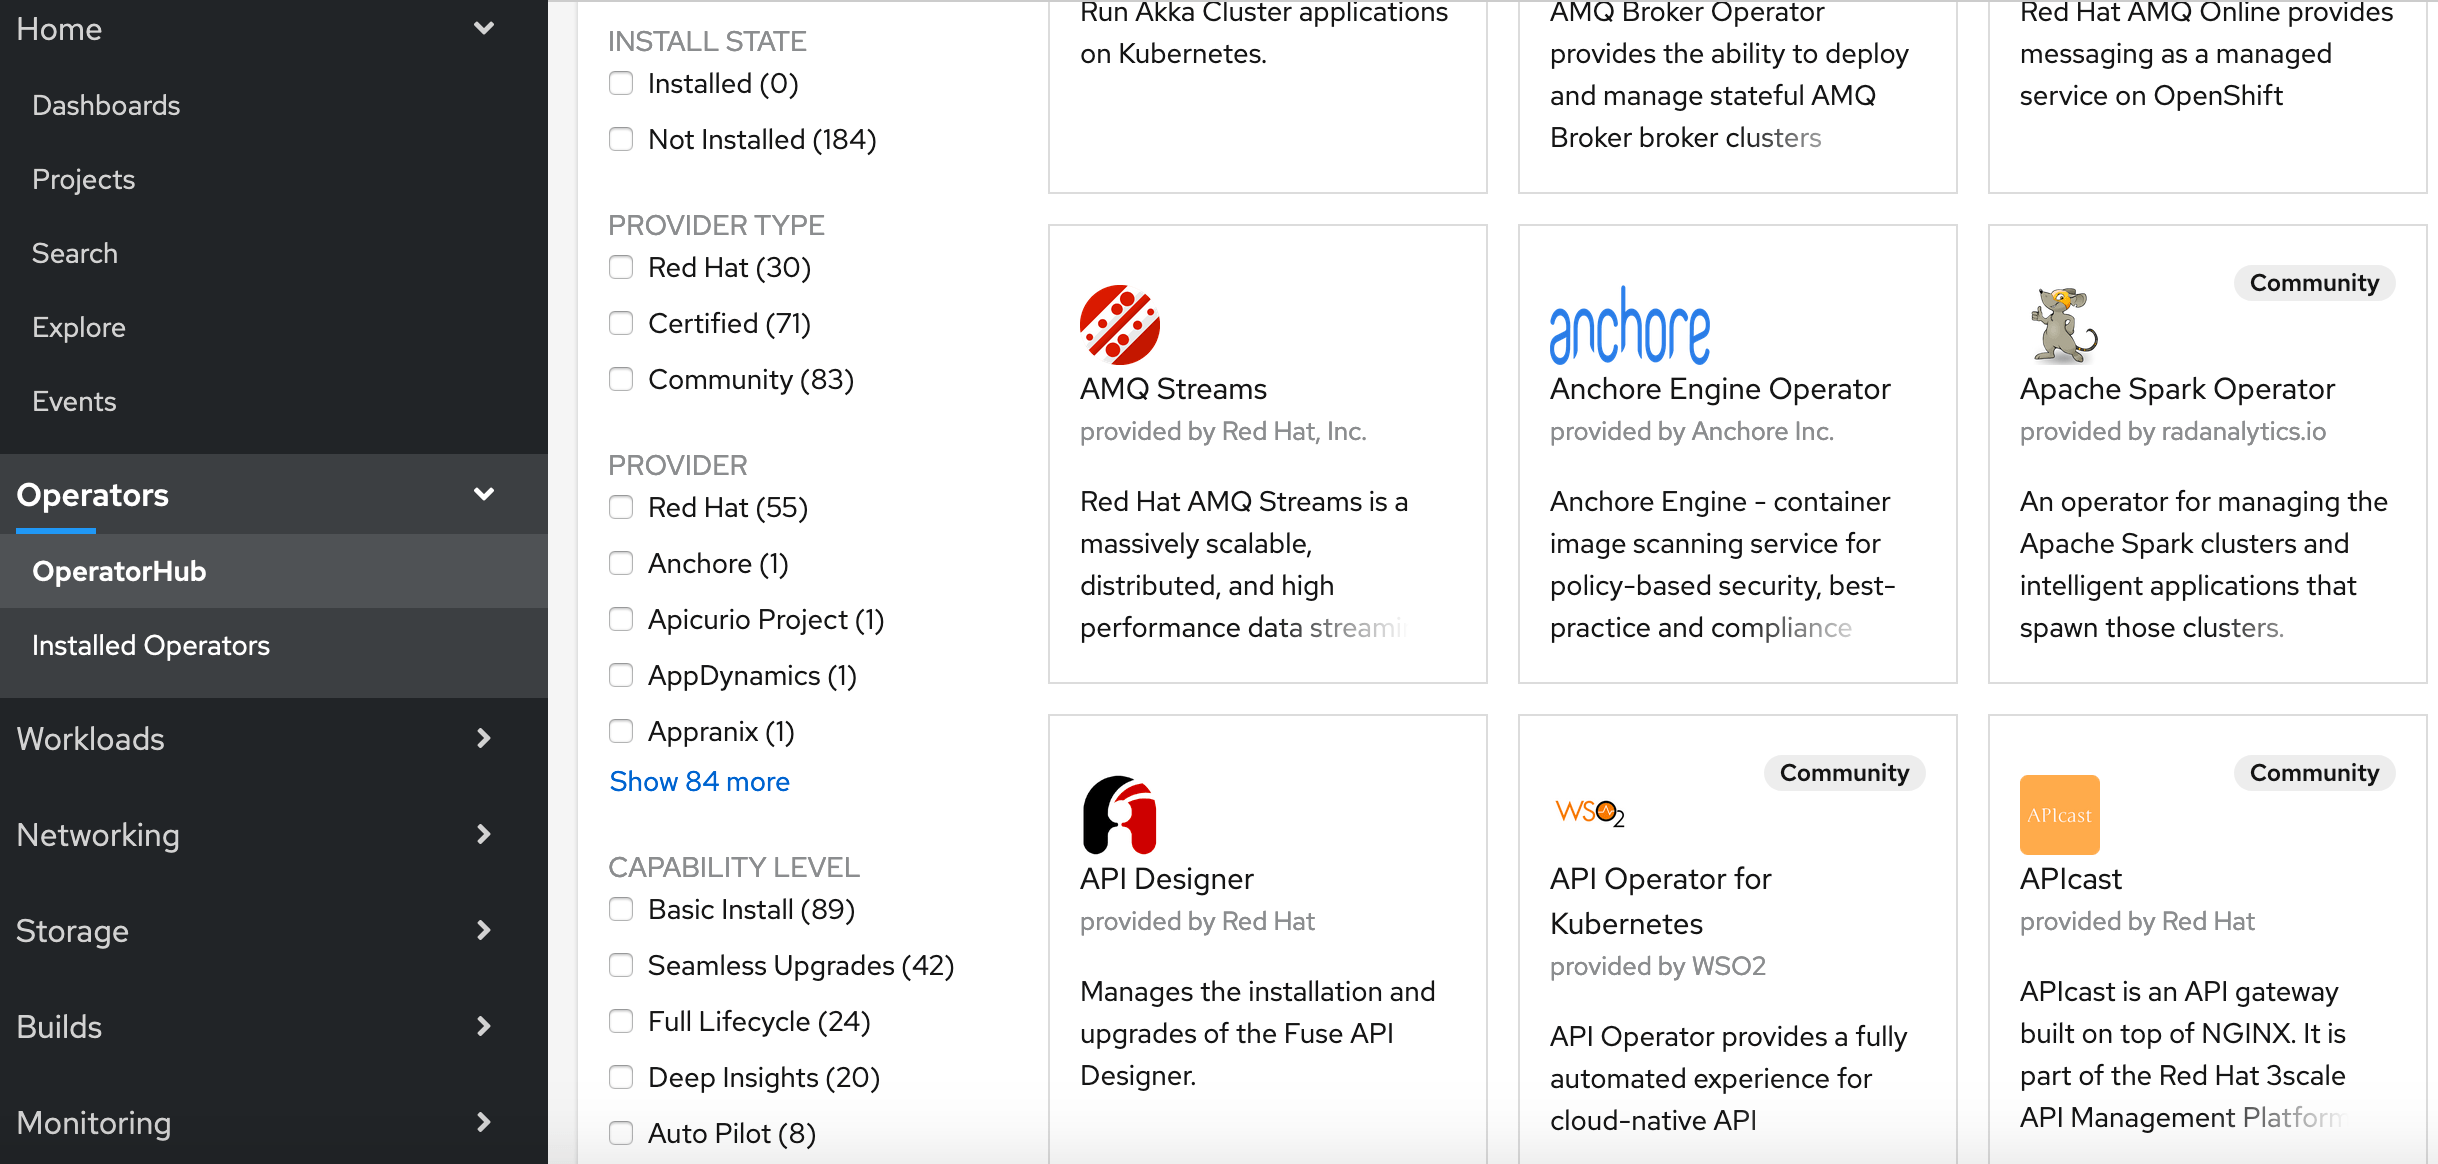 Home
Dashboards
Projects
Search
Explore
Events
Operators
OperatorHub
Installed Operators
Workloads
Networking
Storage
Builds
Monitoring
INSTALL STATE
Installed (0)
Not Installed (184)
PROVIDER TYPE
Red Hat (30)
Certified (71)
Community (83)
PROVIDER
Red Hat (55)
Anchore (1)
Apicurio Project (1)
AppDynamics (1)
Appranix (1)
Show 84 more
CAPABILITY LEVEL
Basic Install (89)
Seamless Upgrades (42)
Full Lifecycle (24)
Deep Insights (20)
Auto Pilot (8)
Run Akka Cluster applications
on Kubernetes.
AMQ Broker Operator
provides the ability to deploy
and manage stateful AMQ
Broker broker clusters
Red Hat AMQ Online provides
messaging as a managed
service on OpenShift
AMQ Streams
provided by Red Hat, Inc.
Red Hat AMQ Streams is a
massively scalable,
distributed, and high
performance data streami
anchore
Anchore Engine Operator
provided by Anchore Inc.
Anchore Engine - container
image scanning service for
policy-based security, best-
practice and compliance
Community
Apache Spark Operator
provided by radanalytics.io
An operator for managing the
Apache Spark clusters and
intelligent applications that
spawn those clusters.
API Designer
provided by Red Hat
Manages the installation and
upgrades of the Fuse API
Designer.
Community
WSO2
API Operator for
Kubernetes
provided by WSO2
API Operator provides a fully
automated experience for
cloud-native API
Community
APIcast
APIcast
provided by Red Hat
APIcast is an API gateway
built on top of NGINX. It is
part of the Red Hat 3scale
API Management Platform